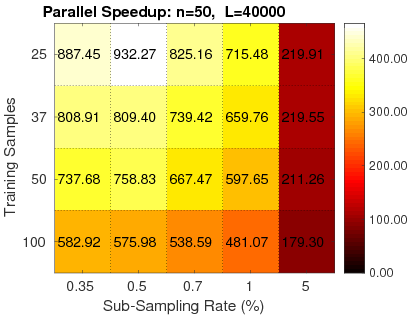 Parallel Speedup: n=50, L=40000
Training Samples
25 887.45 932.27 825.16 715.48 219.91
37 808.91 809.40 739.42 659.76 219.55
50 737.68 758.83 667.47 597.65 211.26
100 582.92 575.98 538.59 481.07 179.30
0.35 0.5 0.7 1 5
Sub-Sampling Rate (%)
400.00
300.00
200.00
100.00
0.00